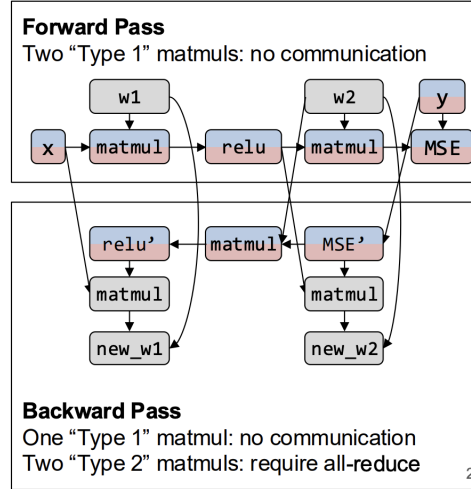 Forward Pass
Two “Type 1” matmuls: no communication
w1
w2
y
x
matmul
relu
matmul
MSE
relu’
matmul
MSE’
matmul
matmul
new_w1
new_w2
Backward Pass
One “Type 1” matmul: no communication
Two “Type 2” matmuls: require all-reduce
2